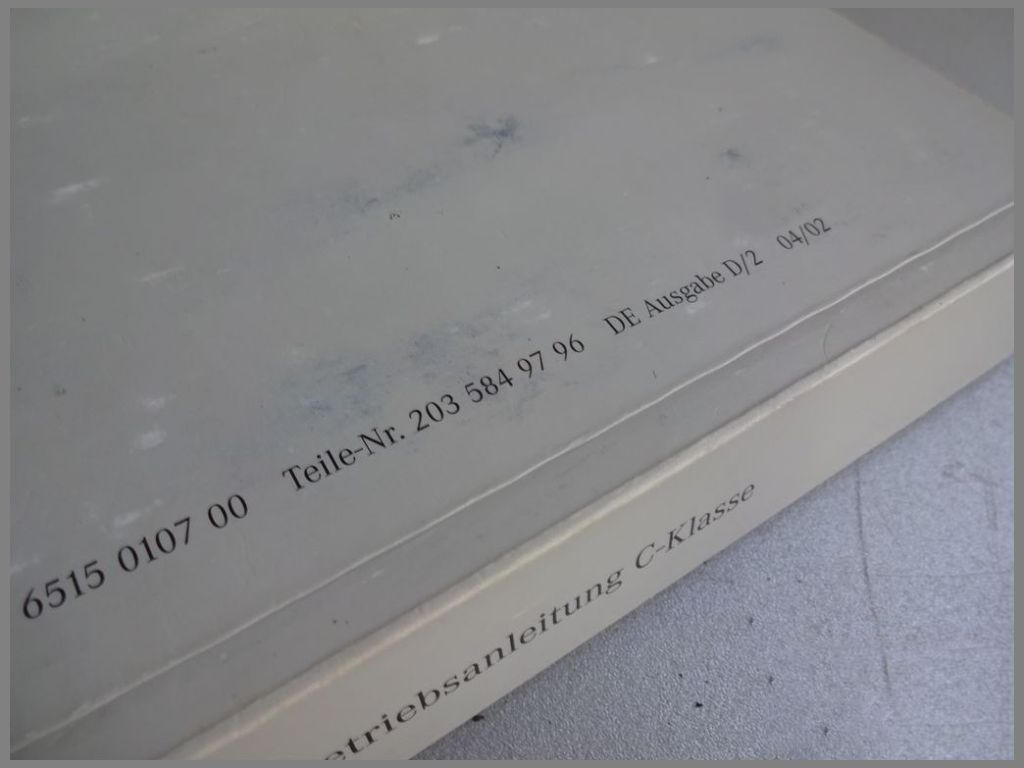 6515 0107 00 Teile-Nr. 203 584 97 96 DE Ausgabe D/2 04/02
etriebsanleitung C-Klasse